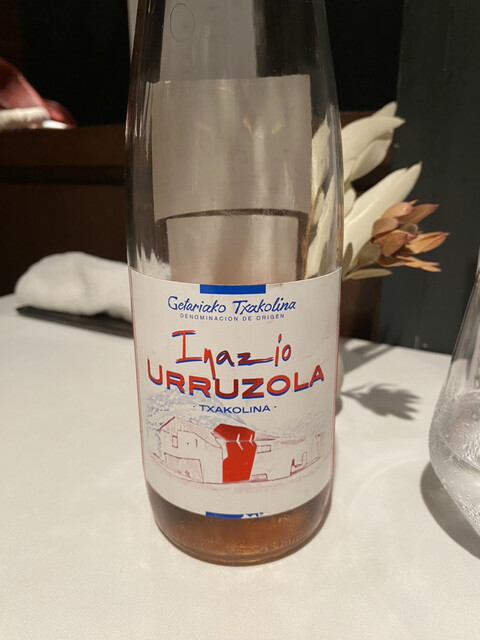 Getariako Txakolina
DENOMINACION DE ORIGEN
Inazio
URRUZOLA
- TXAKOLINA -